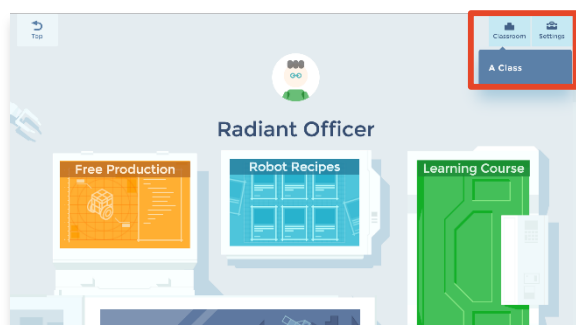 Top
Classroom Settings
A Class
Radiant Officer
Free Production
Robot Recipes
Learning Course